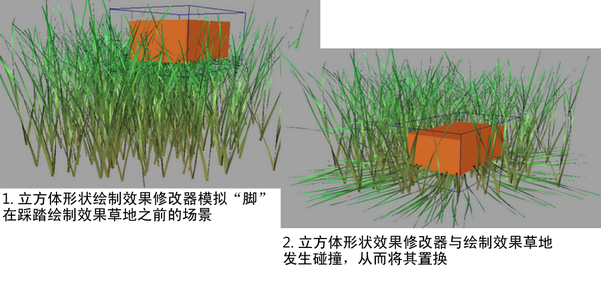 1. 立方体形状绘制效果修改器模拟“脚”
在踩踏绘制效果草地之前的场景
2. 立方体形状效果修改器与绘制效果草地
发生碰撞，从而将其置换